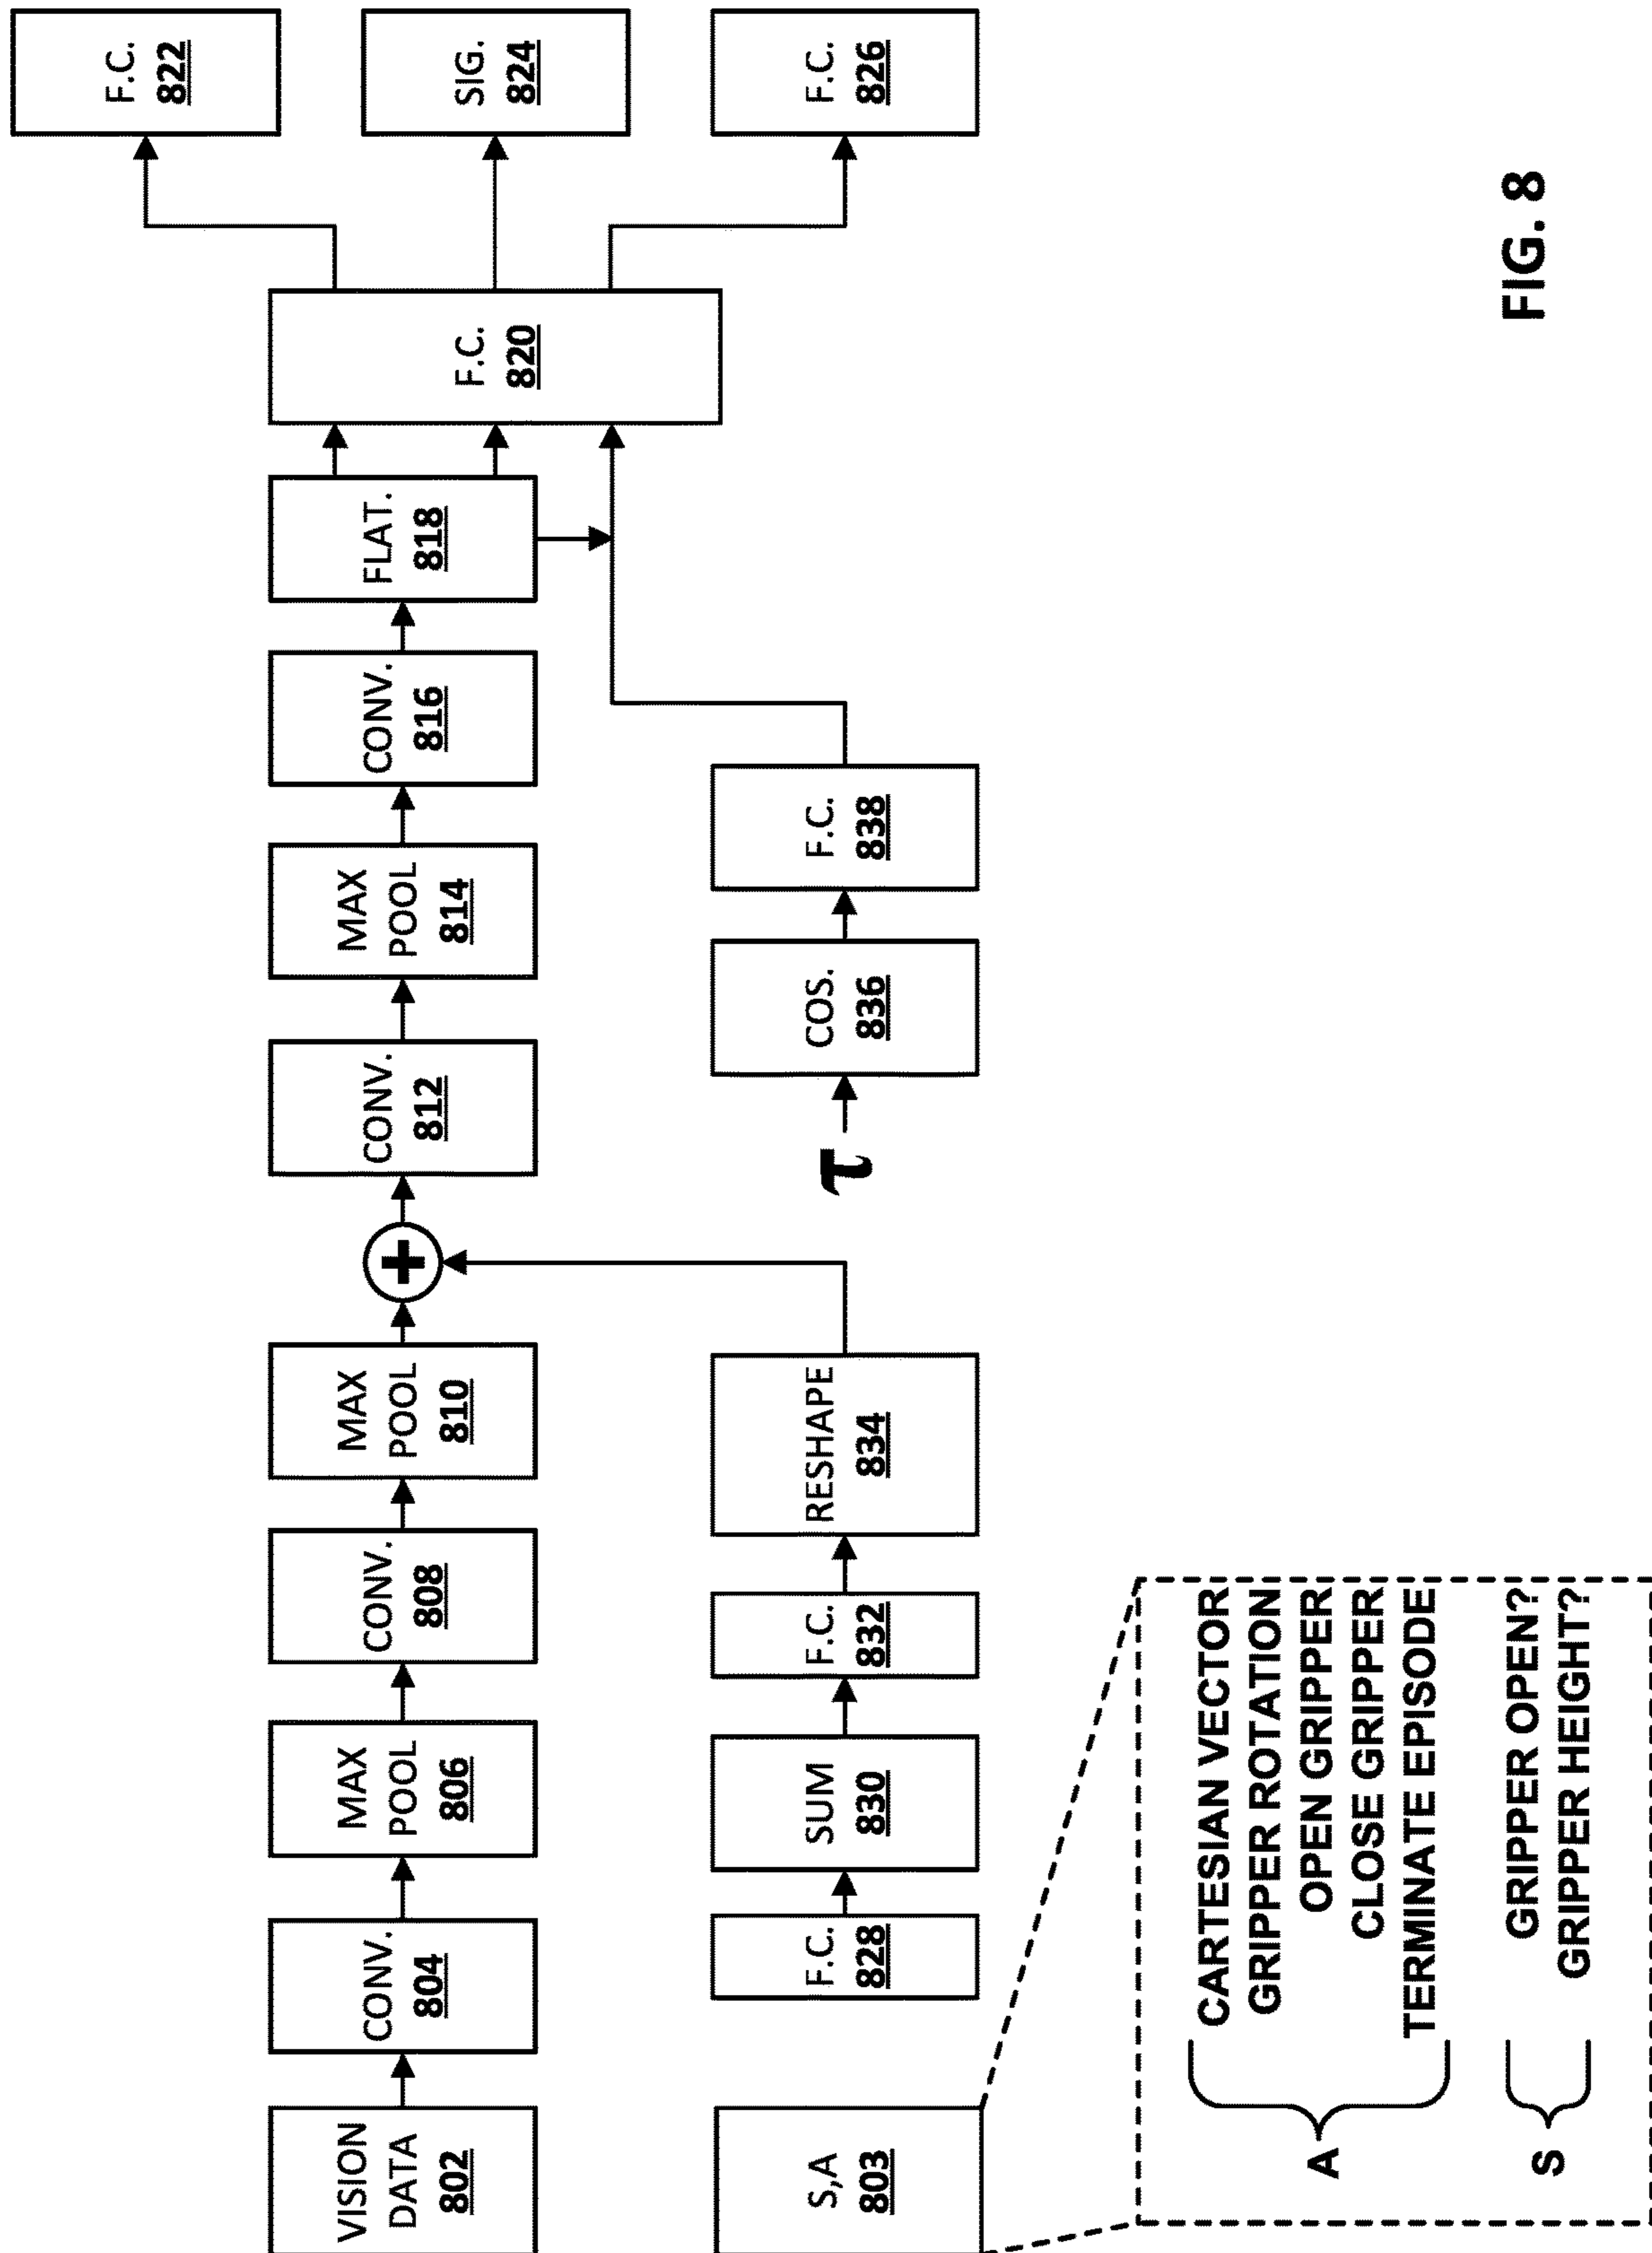 VISION
DATA
802
CONV.
804
MAX
POOL
806
CONV.
808
MAX
POOL
810
+
CONV.
812
MAX
POOL
814
CONV.
816
FLAT.
818
F.C.
820
F.C.
822
SIG.
824
F.C.
826
S,A
803
F.C.
828
SUM
830
F.C.
832
RESHAPE
834
τ
COS.
836
F.C.
838
A
CARTESIAN VECTOR
GRIPPER ROTATION
OPEN GRIPPER
CLOSE GRIPPER
TERMINATE EPISODE
S
GRIPPER OPEN?
GRIPPER HEIGHT?
FIG. 8